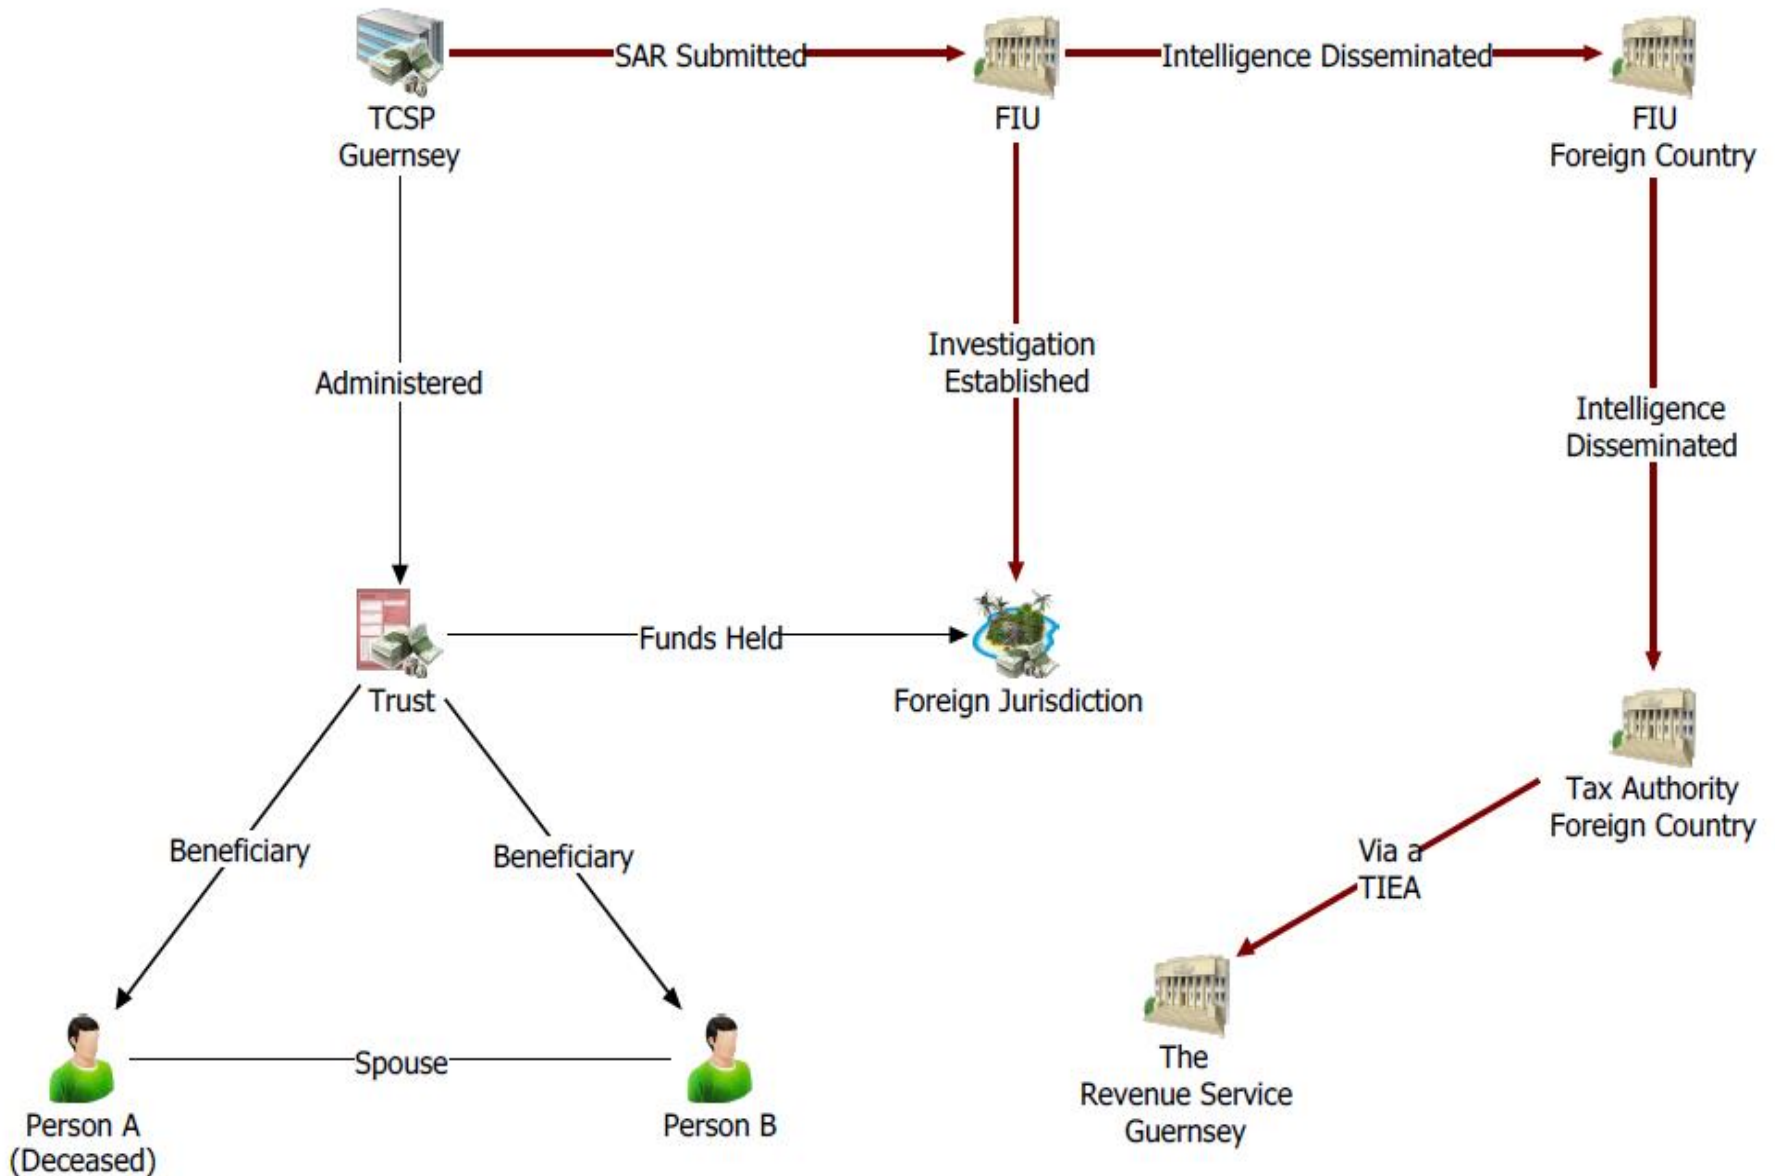 SAR Submitted
Intelligence Disseminated
TCSP
Guernsey
FIU
FIU
Foreign Country
Investigation
Established
Administered
Intelligence
Disseminated
Funds Held
Trust
Foreign Jurisdiction
Tax Authority
Foreign Country
Beneficiary
Beneficiary
Via a
TIEA
Spouse
The
Revenue Service
Guernsey
Person A
(Deceased)
Person B